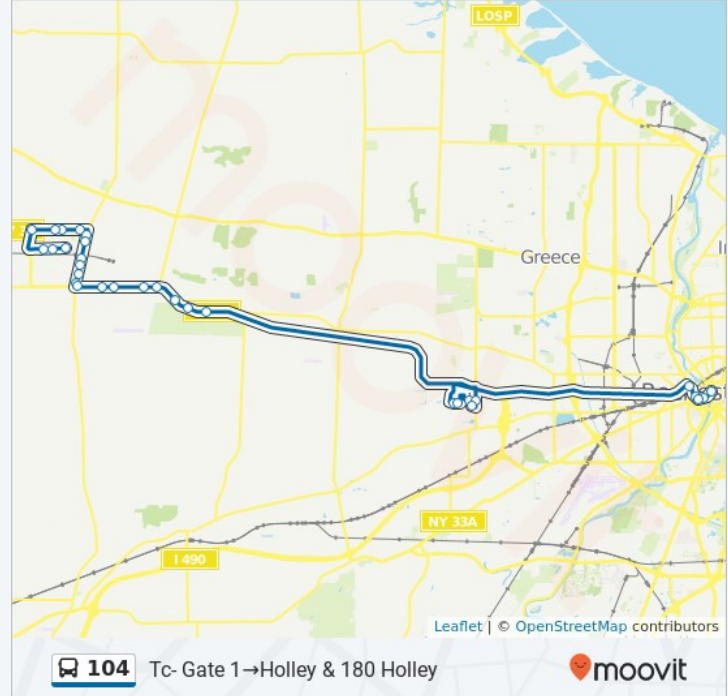 LOSP
Greece
NY 33A
I 490
Leaflet | © OpenStreetMap contributors
104 Tc- Gate 1→Holley & 180 Holley
moovit